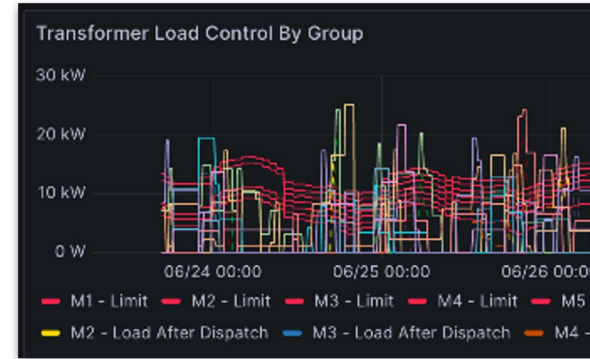 Transformer Load Control By Group
30 kW
20 kW
10 kW
0 W
06/24 00:00 06/25 00:00 06/26 00:00
M1 - Limit M2 - Limit M3 - Limit M4 - Limit M5
M2 - Load After Dispatch M3 - Load After Dispatch M4 -